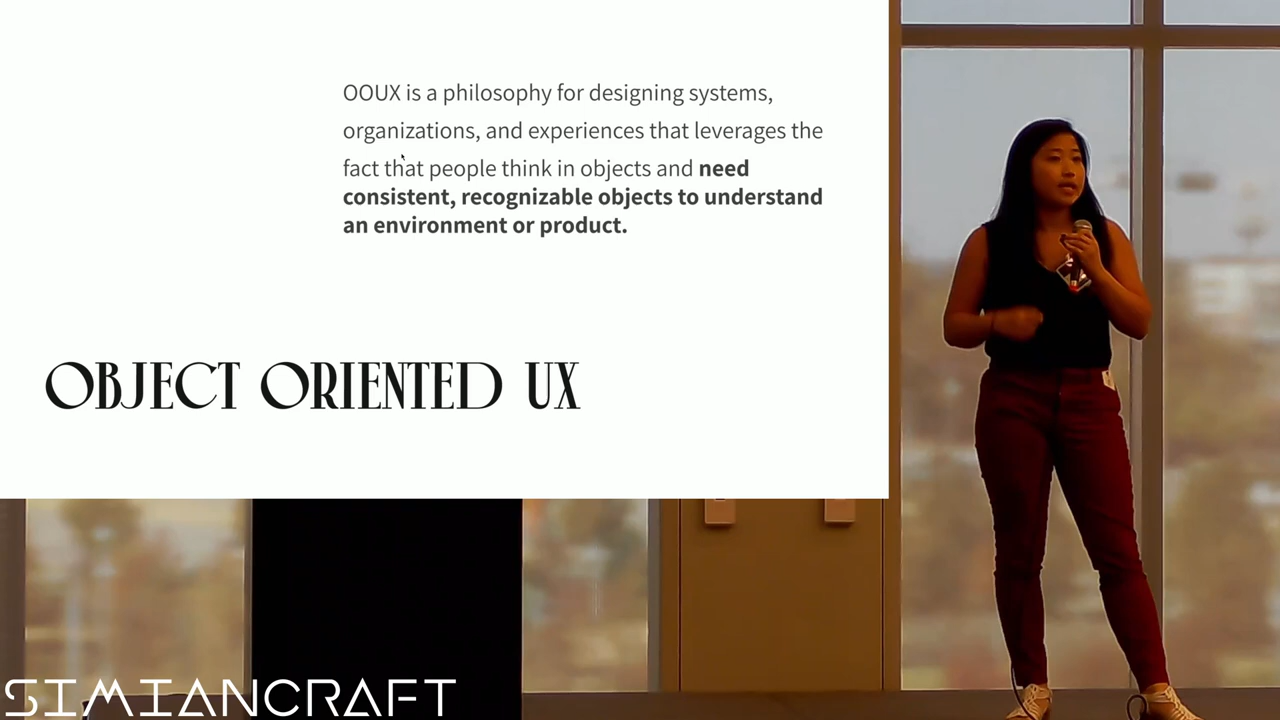 OOUX is a philosophy for designing systems,
organizations, and experiences that leverages the
fact that people think in objects and need
consistent, recognizable objects to understand
an environment or product.
OBJECT ORIENTED UX
SIMIANCRAFT